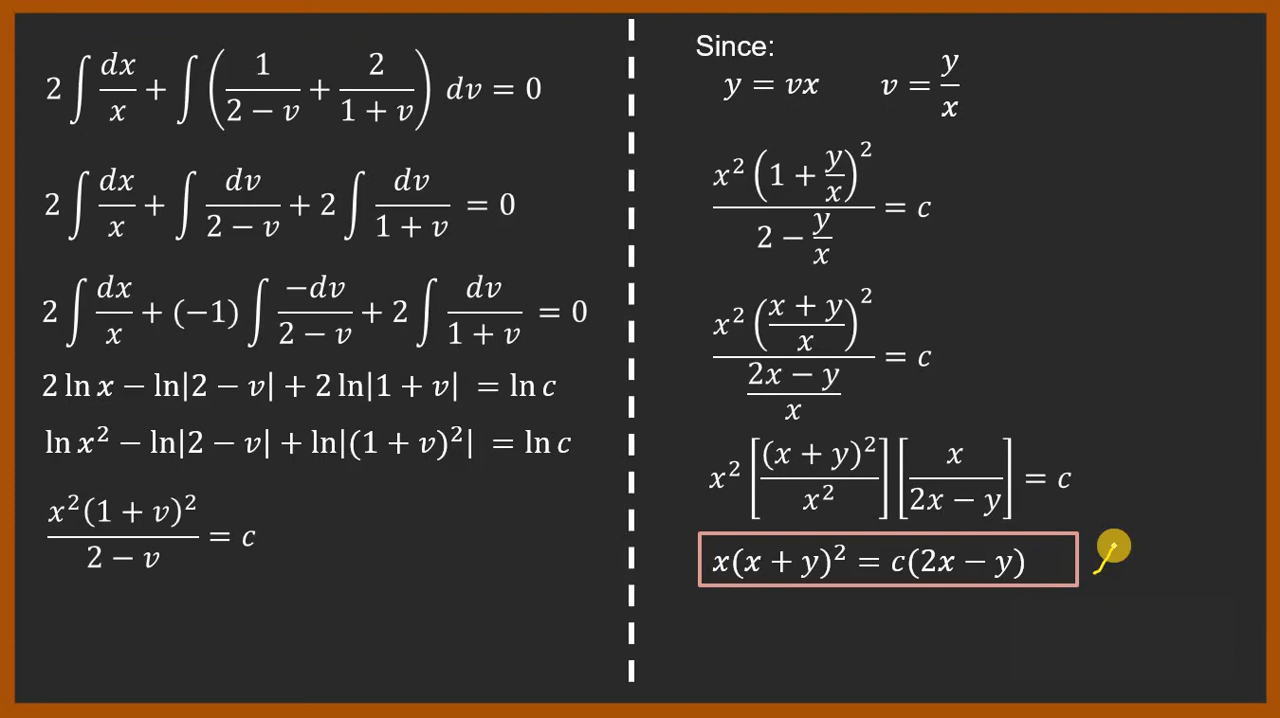 2∫dx/x + ∫(1/(2 − v) + 2/(1 + v)) dv = 0
2∫dx/x + ∫dv/(2 − v) + 2∫dv/(1 + v) = 0
2∫dx/x + (−1)∫−dv/(2 − v) + 2∫dv/(1 + v) = 0
2 ln x − ln|2 − v| + 2 ln|1 + v| = ln c
ln x² − ln|2 − v| + ln|(1 + v)²| = ln c
x²(1 + v)²/(2 − v) = c
Since:
y = vx v = y/x
x²(1 + y/x)²/(2 − y/x) = c
x²((x + y)/x)²/((2x − y)/x) = c
x²[(x + y)²/x²][x/(2x − y)] = c
x(x + y)² = c(2x − y)